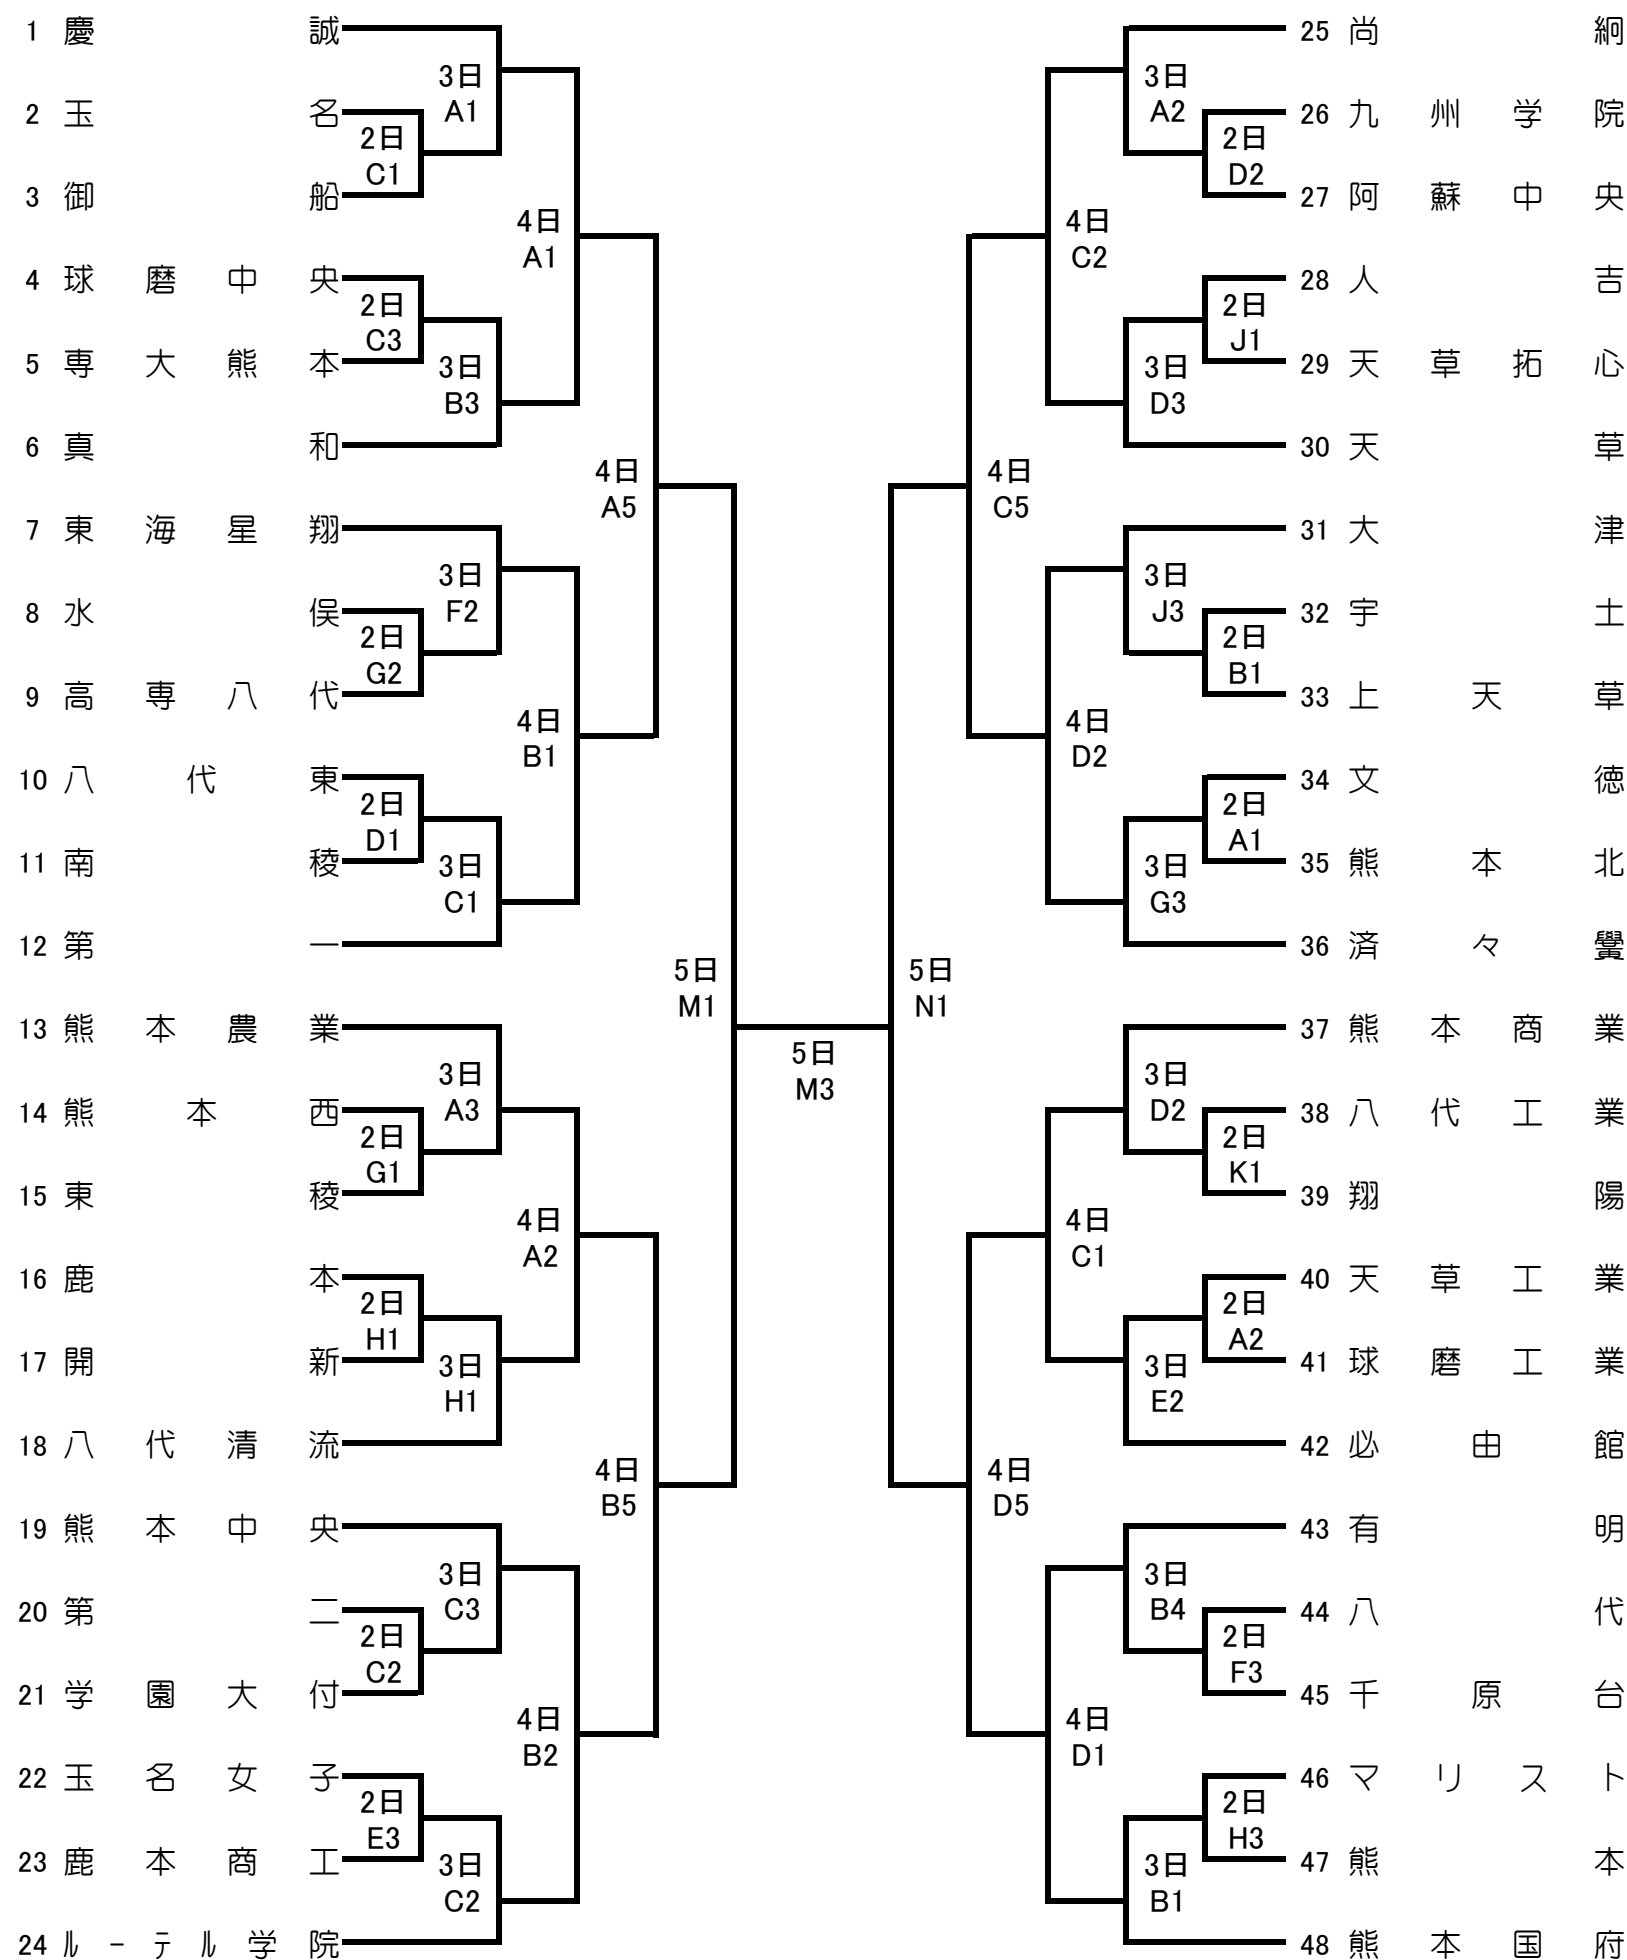 1 慶誠
2 玉名
3 御船
4 球磨中央
5 専大熊本
6 真和
7 東海星翔
8 水俣
9 高専八代
10 八代東
11 南稜
12 第一
13 熊本農業
14 熊本西
15 東稜
16 鹿本
17 開新
18 八代清流
19 熊本中央
20 第二
21 学園大付
22 玉名女子
23 鹿本商工
24 ﾙｰﾃﾙ学院
2日
C1
2日
C3
2日
G2
2日
D1
2日
G1
2日
H1
2日
C2
2日
E3
3日
A1
3日
B3
3日
F2
3日
C1
3日
A3
3日
H1
3日
C3
3日
C2
4日
A1
4日
B1
4日
A2
4日
B2
4日
A5
4日
B5
5日
M1
5日
M3
5日
N1
4日
C5
4日
D5
4日
C2
4日
D2
4日
C1
4日
D1
3日
A2
3日
D3
3日
J3
3日
G3
3日
D2
3日
E2
3日
B4
3日
B1
2日
D2
2日
J1
2日
B1
2日
A1
2日
K1
2日
A2
2日
F3
2日
H3
25 尚絅
26 九州学院
27 阿蘇中央
28 人吉
29 天草拓心
30 天草
31 大津
32 宇土
33 上天草
34 文徳
35 熊本北
36 済々黌
37 熊本商業
38 八代工業
39 翔陽
40 天草工業
41 球磨工業
42 必由館
43 有明
44 八代
45 千原台
46 マリスト
47 熊本
48 熊本国府